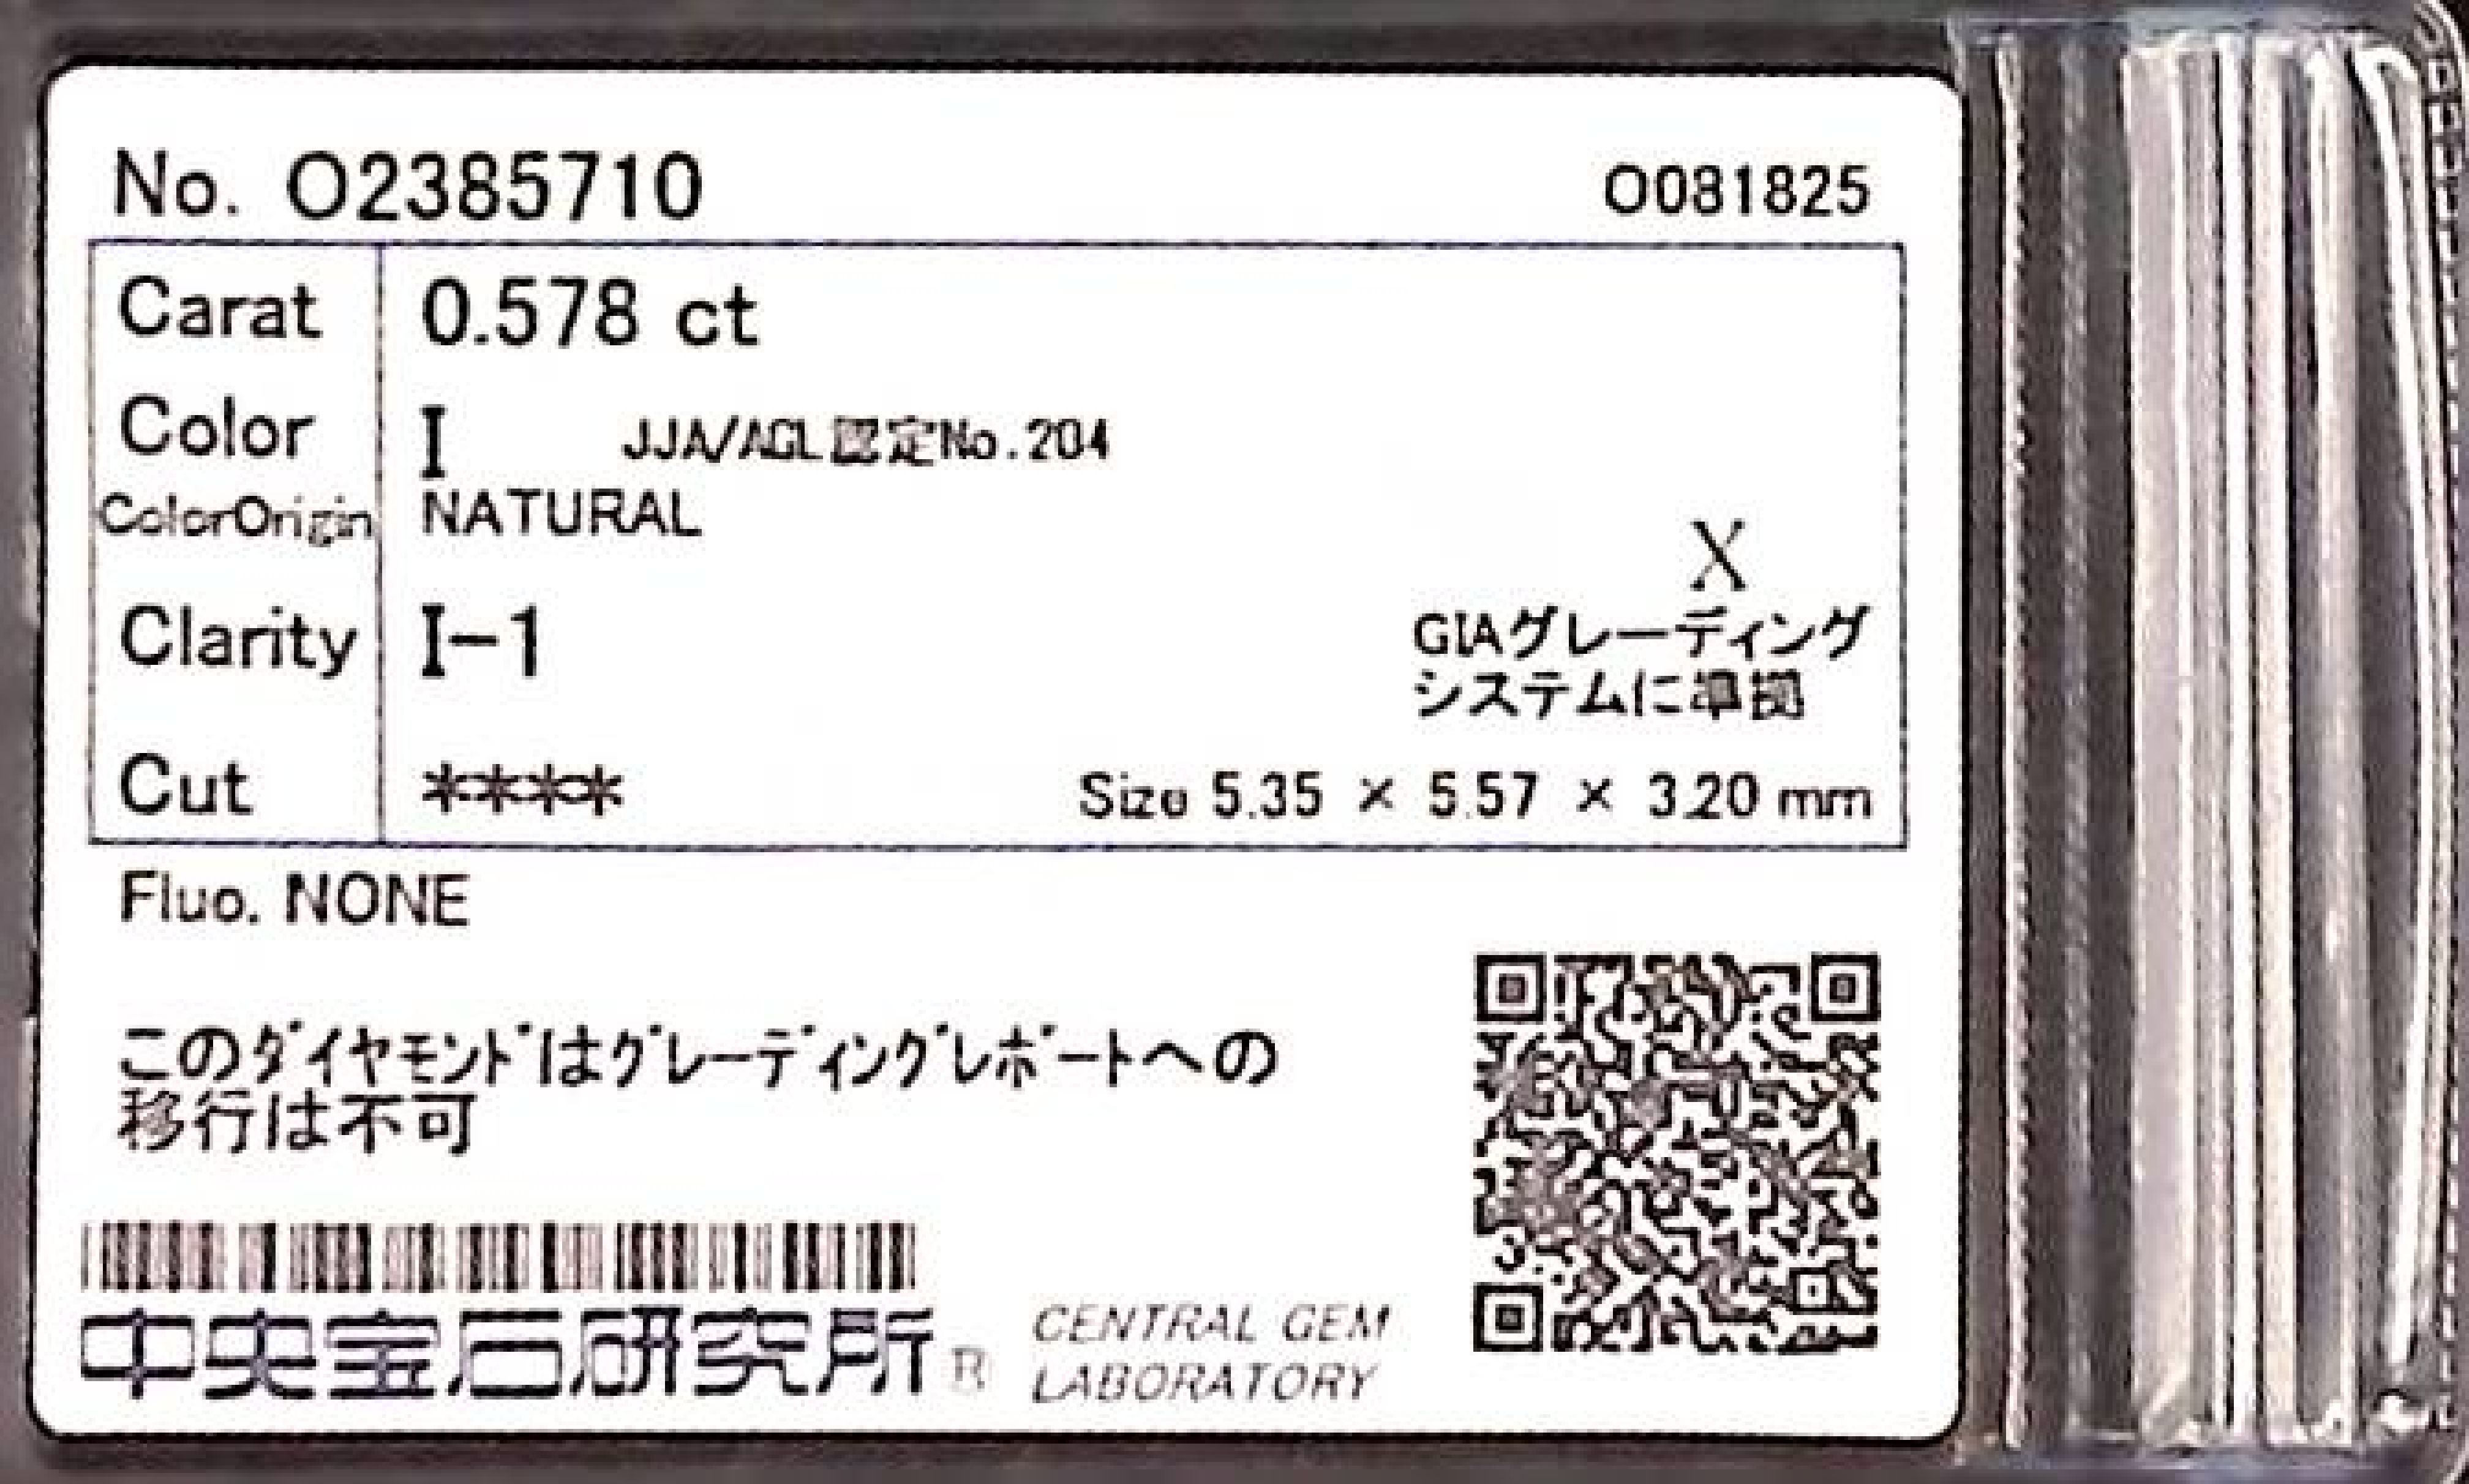 No. O2385710 O081825
Carat 0.578 ct
Color I JJA/AGL認定No.204
ColorOrigin NATURAL
X
Clarity I-1 GIAグレーディング
システムに準拠
Cut **** Size 5.35 × 5.57 × 3.20 mm
Fluo. NONE
このダイヤモンドはグレーディングレポートへの
移行は不可
中央宝石研究所® CENTRAL GEM
LABORATORY